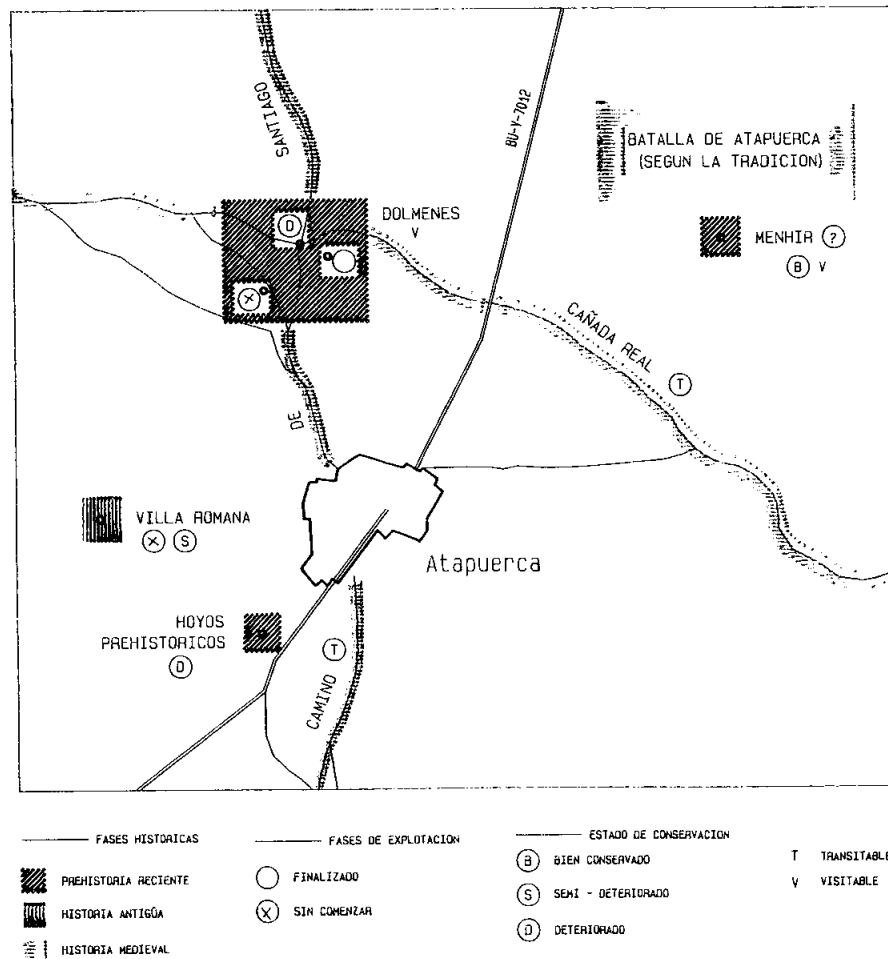 SANTIAGO
BU-V-7012
BATALLA DE ATAPUERCA
(SEGUN LA TRADICION)
D
DOLMENES
V
MENHIR ?
B V
X
CAÑADA REAL
T
DE
VILLA ROMANA
X S
Atapuerca
HOYOS
PREHISTORICOS
D
T
CAMINO
FASES HISTORICAS
PREHISTORIA RECIENTE
HISTORIA ANTIGÜA
HISTORIA MEDIEVAL
FASES DE EXPLOTACION
FINALIZADO
X SIN COMENZAR
ESTADO DE CONSERVACION
B BIEN CONSERVADO
S SEMI - DETERIORADO
D DETERIORADO
T TRANSITABLE
V VISITABLE